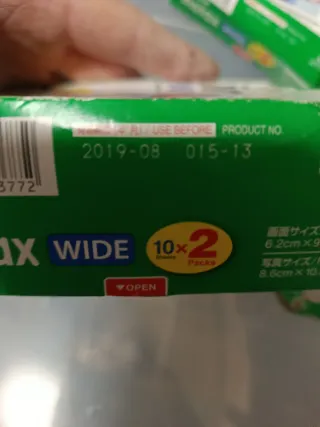 USE BEFORE PRODUCT NO.
2019-08 015-13
3772
ax WIDE 10 Sheets × 2 Packs
画面サイズ
6.2cm×9
写真サイズ/
8.6cm×10.
▼OPEN